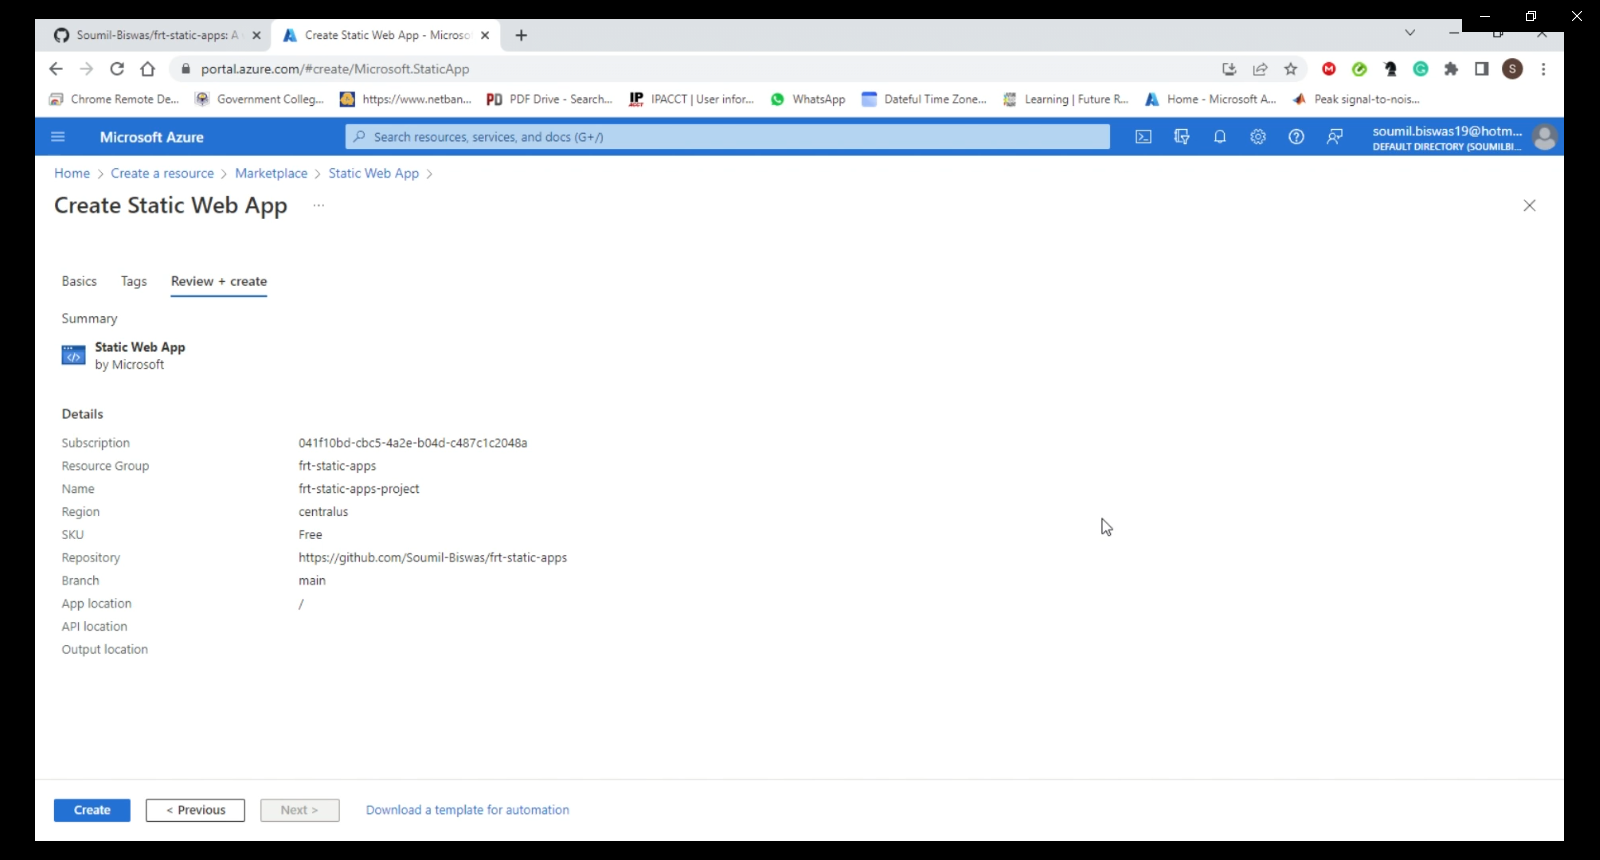 Soumil-Biswas/frt-static-apps: A
Create Static Web App - Microso
portal.azure.com/#create/Microsoft.StaticApp
M
G
S
Chrome Remote De...
Government Colleg...
https://www.netban...
PD PDF Drive - Search...
IP IPACCT | User infor...
WhatsApp
Dateful Time Zone...
Learning | Future R...
Home - Microsoft A...
Peak signal-to-nois...
Microsoft Azure
Search resources, services, and docs (G+/)
soumil.biswas19@hotm...
DEFAULT DIRECTORY (SOUMILBI...
Home > Create a resource > Marketplace > Static Web App >
Create Static Web App ...
Basics Tags Review + create
Summary
Static Web App
by Microsoft
Details
Subscription 041f10bd-cbc5-4a2e-b04d-c487c1c2048a
Resource Group frt-static-apps
Name frt-static-apps-project
Region centralus
SKU Free
Repository https://github.com/Soumil-Biswas/frt-static-apps
Branch main
App location /
API location
Output location
Create < Previous Next > Download a template for automation